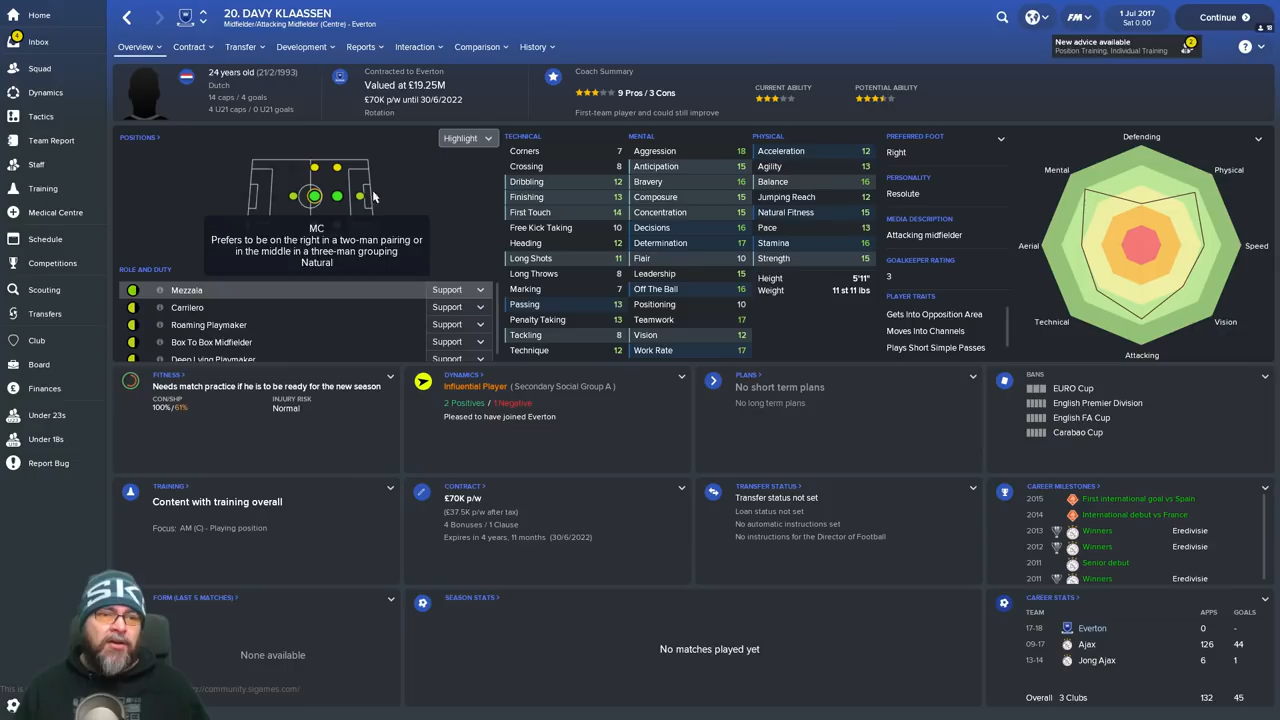 Home
Inbox
4
Squad
Dynamics
Tactics
Team Report
Staff
Training
Medical Centre
Schedule
Competitions
Scouting
Transfers
Club
Board
Finances
Under 23s
Under 18s
Report Bug
20. DAVY KLAASSEN
Midfielder/Attacking Midfielder (Centre) - Everton
FM
1 Jul 2017
Sat 0:00
Continue
18
Overview Contract Transfer Development Reports Interaction Comparison History
New advice available
Position Training, Individual Training
2
?
24 years old (21/2/1993)
Dutch
14 caps / 4 goals
4 U21 caps / 0 U21 goals
Contracted to Everton
Valued at £19.25M
£70K p/w until 30/6/2022
Rotation
Coach Summary
9 Pros / 3 Cons
First-team player and could still improve
CURRENT ABILITY
POTENTIAL ABILITY
POSITIONS >
Highlight
MC
Prefers to be on the right in a two-man pairing or
in the middle in a three-man grouping
Natural
ROLE AND DUTY
Mezzala Support
Carrilero Support
Roaming Playmaker Support
Box To Box Midfielder Support
Deep Lying Playmaker Support
TECHNICAL
Corners 7
Crossing 8
Dribbling 12
Finishing 13
First Touch 14
Free Kick Taking 10
Heading 12
Long Shots 11
Long Throws 8
Marking 7
Passing 13
Penalty Taking 13
Tackling 8
Technique 12
MENTAL
Aggression 18
Anticipation 15
Bravery 16
Composure 15
Concentration 15
Decisions 16
Determination 17
Flair 10
Leadership 15
Off The Ball 16
Positioning 10
Teamwork 17
Vision 12
Work Rate 17
PHYSICAL
Acceleration 12
Agility 13
Balance 16
Jumping Reach 12
Natural Fitness 15
Pace 13
Stamina 16
Strength 15
Height 5'11"
Weight 11 st 11 lbs
PREFERRED FOOT
Right
PERSONALITY
Resolute
MEDIA DESCRIPTION
Attacking midfielder
GOALKEEPER RATING
3
PLAYER TRAITS
Gets Into Opposition Area
Moves Into Channels
Plays Short Simple Passes
Defending
Physical
Speed
Vision
Attacking
Technical
Aerial
Mental
FITNESS >
Needs match practice if he is to be ready for the new season
CON/SHP
100%/61%
INJURY RISK
Normal
DYNAMICS >
Influential Player ( Secondary Social Group A )
2 Positives / 1 Negative
Pleased to have joined Everton
PLANS >
No short term plans
No long term plans
BANS
EURO Cup
English Premier Division
English FA Cup
Carabao Cup
TRAINING >
Content with training overall
Focus: AM (C) - Playing position
CONTRACT >
£70K p/w
(£37.5K p/w after tax)
4 Bonuses / 1 Clause
Expires in 4 years, 11 months (30/6/2022)
TRANSFER STATUS >
Transfer status not set
Loan status not set
No automatic instructions set
No instructions for the Director of Football
CAREER MILESTONES >
2015 First international goal vs Spain
2014 International debut vs France
2013 Winners Eredivisie
2012 Winners Eredivisie
2011 Senior debut
2011 Winners Eredivisie
FORM (LAST 5 MATCHES) >
None available
SEASON STATS >
No matches played yet
CAREER STATS >
TEAM APPS GOALS
17-18 Everton 0 -
09-17 Ajax 126 44
13-14 Jong Ajax 6 1
Overall 3 Clubs 132 45
This is
://community.sigames.com/
SK